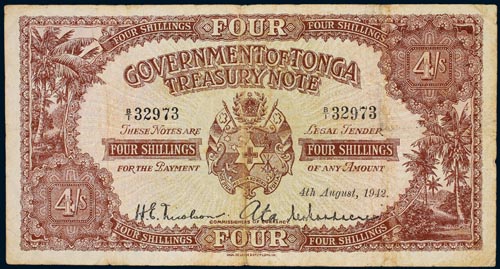 FOUR
FOUR SHILLINGS FOUR SHILLINGS
GOVERNMENT OF TONGA
TREASURY NOTE
4/s
B/1 32973 B/1 32973
THESE NOTES ARE LEGAL TENDER
FOUR SHILLINGS FOUR SHILLINGS
FOR THE PAYMENT OF ANY AMOUNT
4th August, 1942.
4/s
COMMISSIONERS OF CURRENCY
FOUR SHILLINGS FOUR SHILLINGS
FOUR